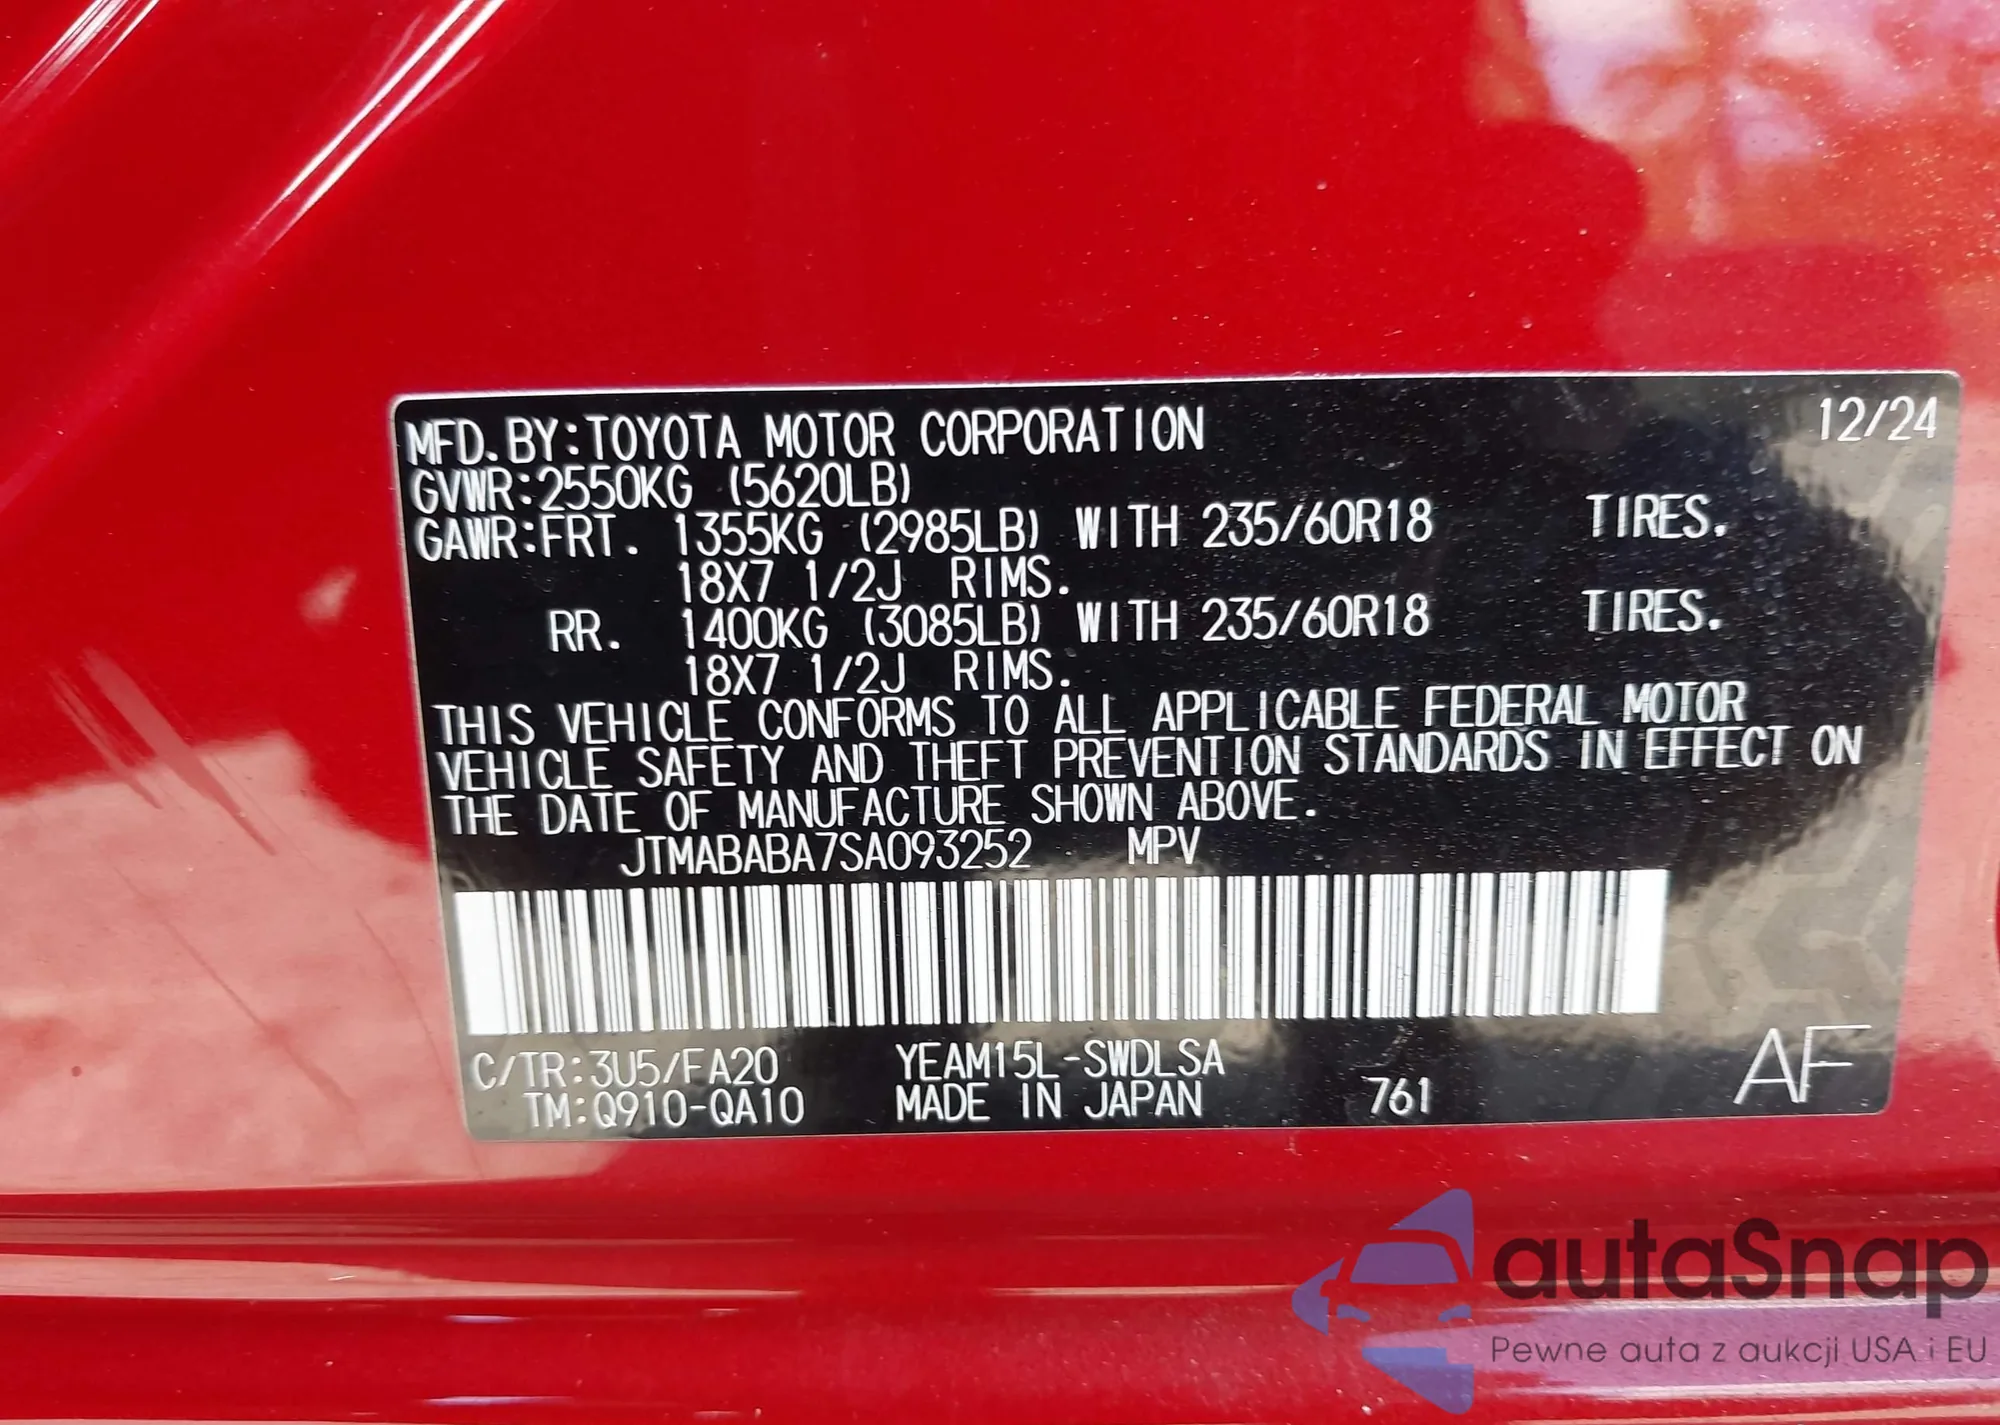 MFD. BY:TOYOTA MOTOR CORPORATION 12/24
GVWR:2550KG (5620LB)
GAWR:FRT. 1355KG (2985LB) WITH 235/60R18 TIRES.
18X7 1/2J RIMS.
RR. 1400KG (3085LB) WITH 235/60R18 TIRES.
18X7 1/2J RIMS.
THIS VEHICLE CONFORMS TO ALL APPLICABLE FEDERAL MOTOR
VEHICLE SAFETY AND THEFT PREVENTION STANDARDS IN EFFECT ON
THE DATE OF MANUFACTURE SHOWN ABOVE.
JTMABABA7SA093252 MPV
C/TR:3U5/FA20 YEAM15L-SWDLSA
TM:Q910-QA10 MADE IN JAPAN 761 AF
autaSnap
Pewne auta z aukcji USA i EU